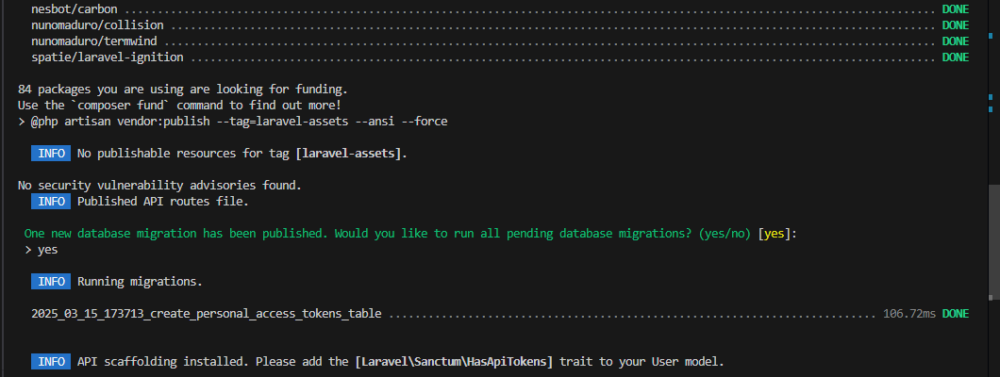 nesbot/carbon ............................................................................................................................. DONE
nunomaduro/collision ...................................................................................................................... DONE
nunomaduro/termwind ....................................................................................................................... DONE
spatie/laravel-ignition ................................................................................................................... DONE
84 packages you are using are looking for funding.
Use the `composer fund` command to find out more!
> @php artisan vendor:publish --tag=laravel-assets --ansi --force
INFO No publishable resources for tag [laravel-assets].
No security vulnerability advisories found.
INFO Published API routes file.
One new database migration has been published. Would you like to run all pending database migrations? (yes/no) [yes]:
> yes
INFO Running migrations.
2025_03_15_173713_create_personal_access_tokens_table .......................................................................... 106.72ms DONE
INFO API scaffolding installed. Please add the [Laravel\Sanctum\HasApiTokens] trait to your User model.